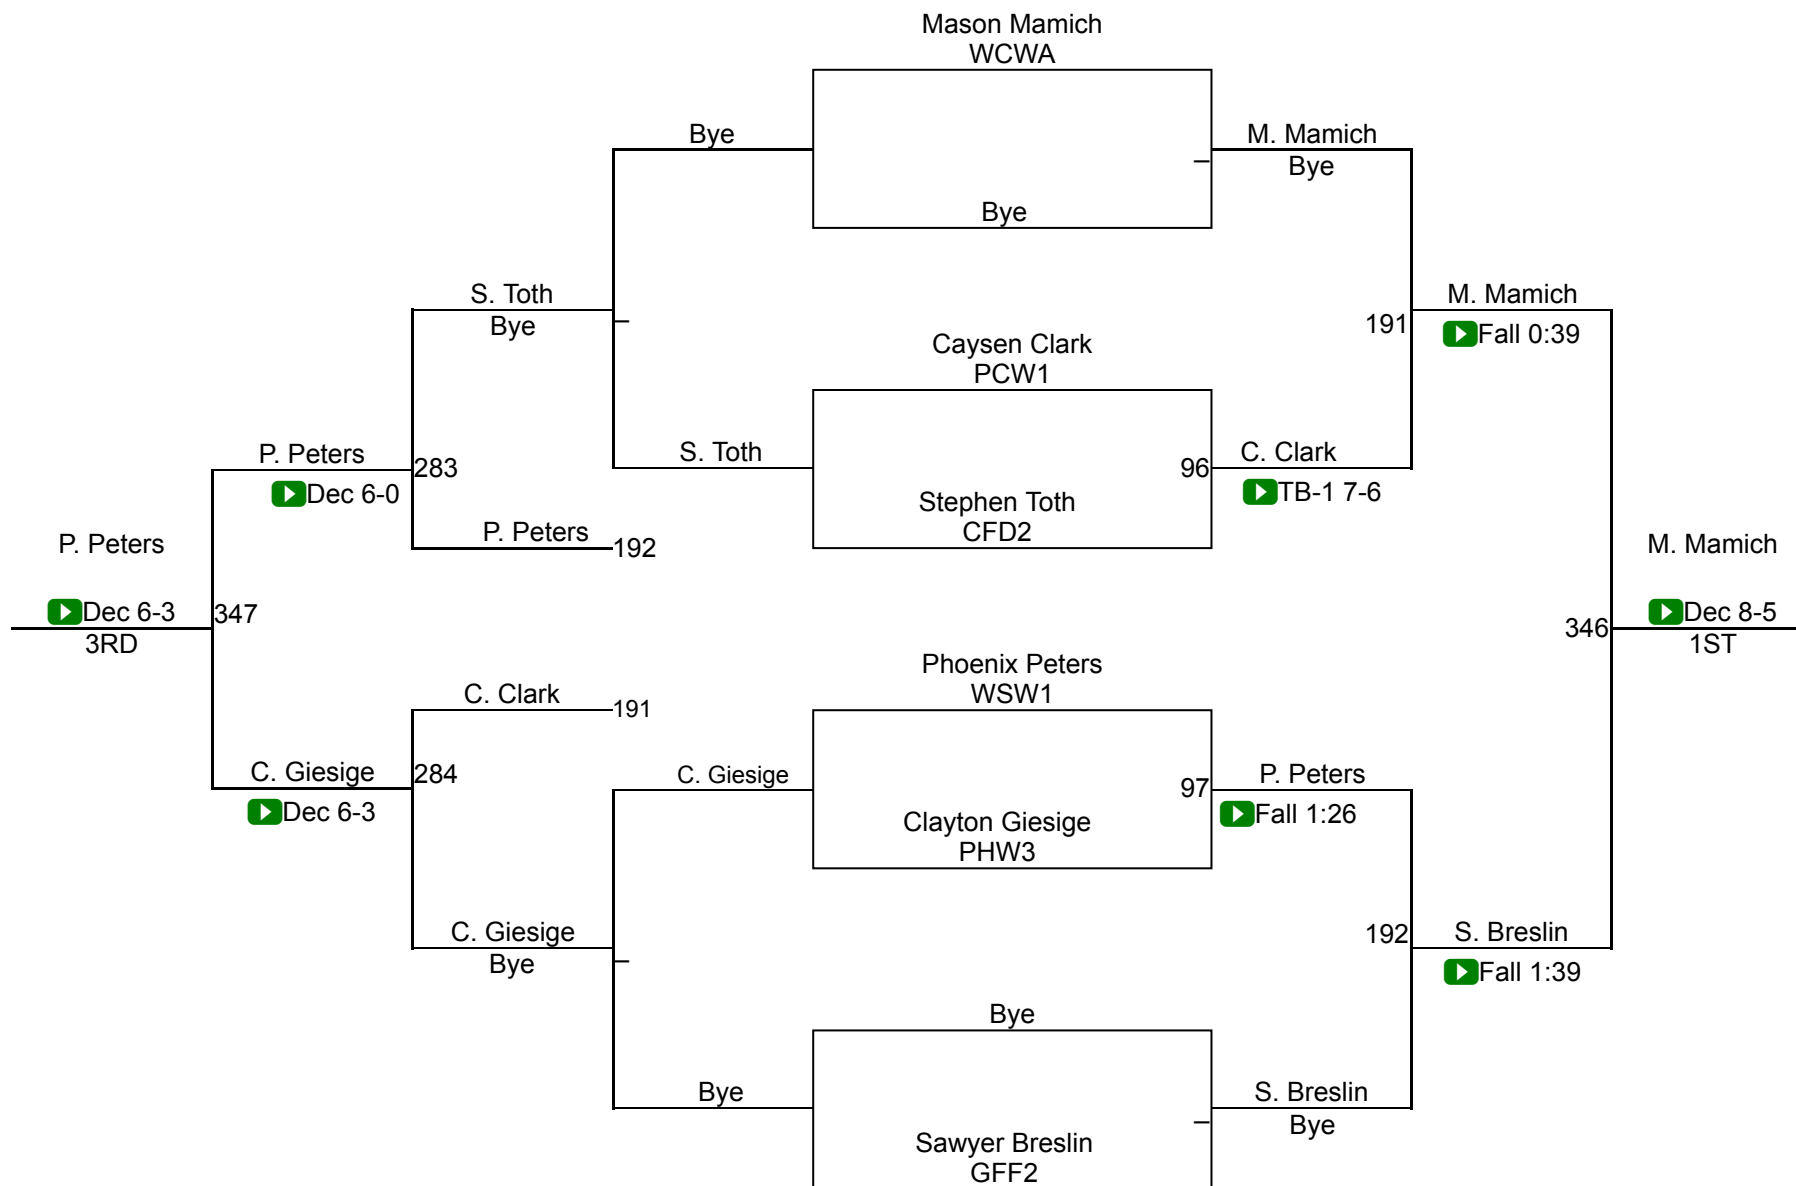 Mason Mamich
WCWA
Bye
M. Mamich
Bye
Bye
S. Toth
Bye
M. Mamich
191
Fall 0:39
Caysen Clark
PCW1
P. Peters
283
Dec 6-0
S. Toth
96
C. Clark
TB-1 7-6
Stephen Toth
CFD2
P. Peters
192
P. Peters
Dec 6-3
3RD
347
M. Mamich
346
Dec 8-5
1ST
Phoenix Peters
WSW1
C. Clark
191
C. Giesige
284
Dec 6-3
C. Giesige
97
P. Peters
Fall 1:26
Clayton Giesige
PHW3
C. Giesige
Bye
192
S. Breslin
Fall 1:39
Bye
Bye
S. Breslin
Bye
Sawyer Breslin
GFF2